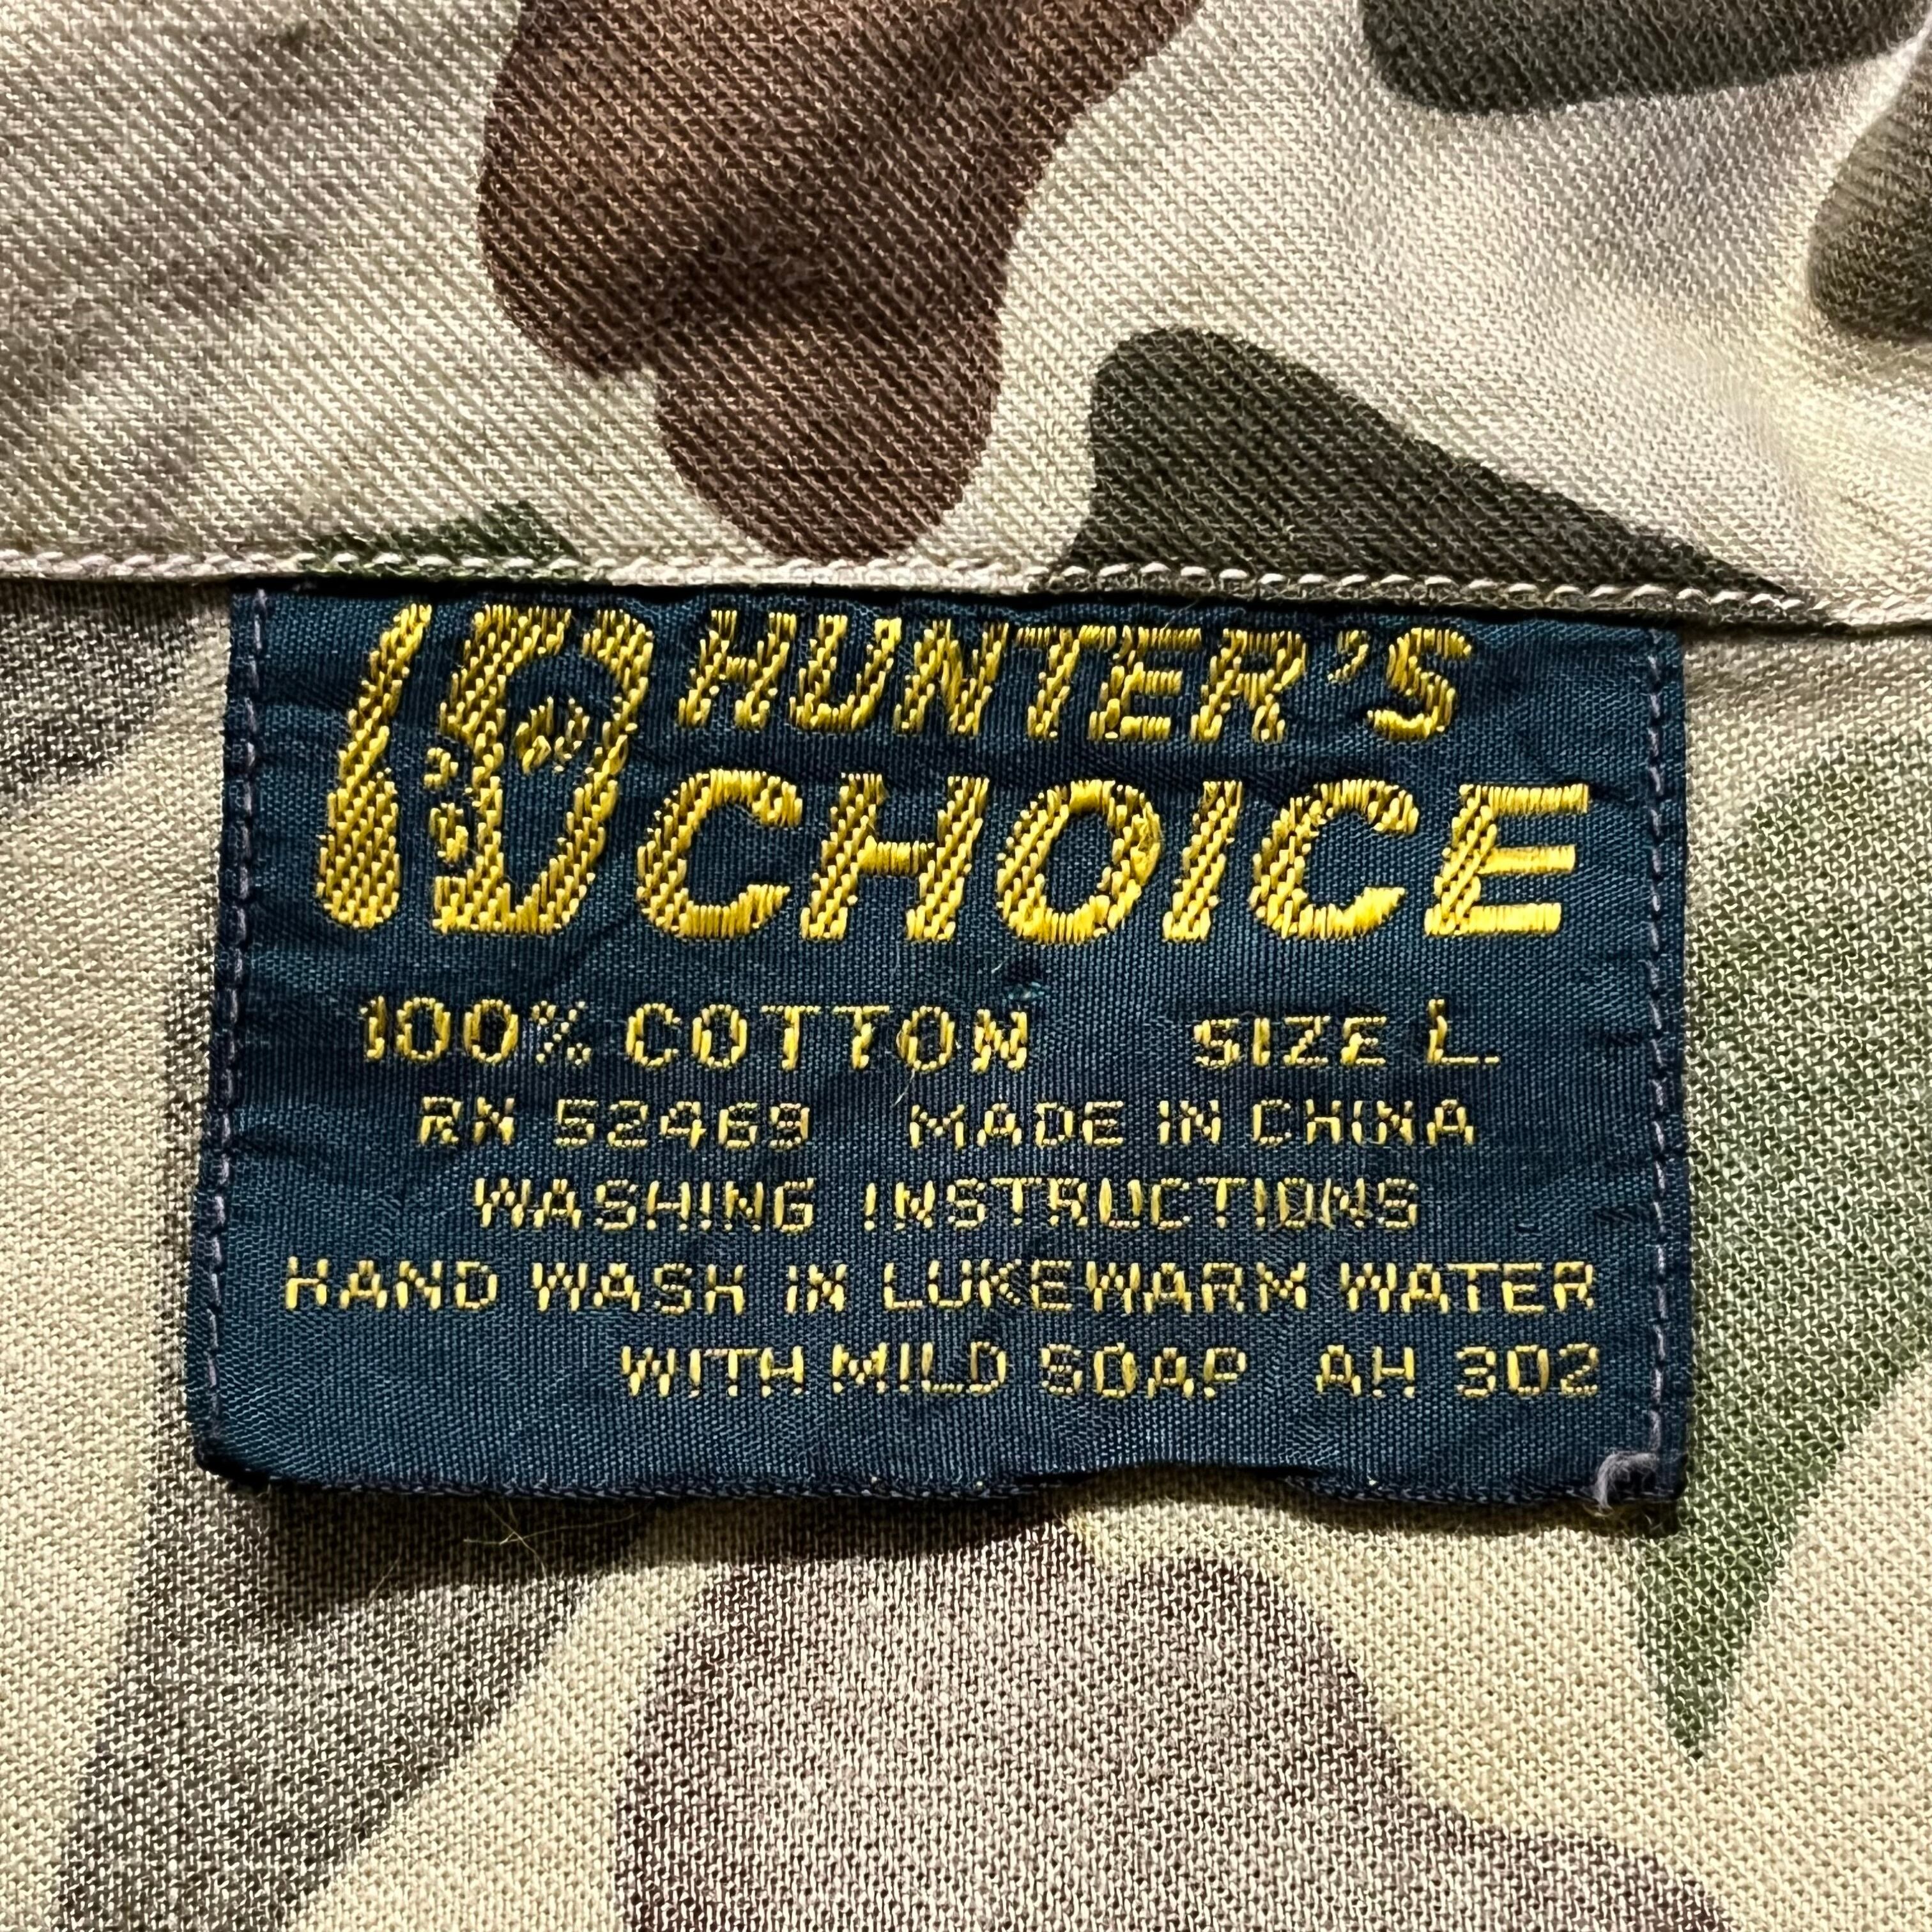 HUNTER'S
CHOICE
100% COTTON SIZE L.
RN 52469 MADE IN CHINA
WASHING INSTRUCTIONS
HAND WASH IN LUKEWARM WATER
WITH MILD SOAP AH 302